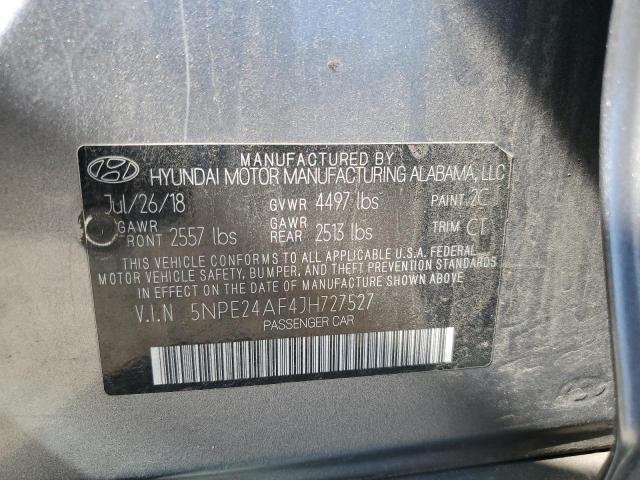 MANUFACTURED BY
HYUNDAI MOTOR MANUFACTURING ALABAMA, LLC
Jul/26/18 GVWR 4497 lbs PAINT 2C
GAWR FRONT 2557 lbs GAWR REAR 2513 lbs TRIM CT
THIS VEHICLE CONFORMS TO ALL APPLICABLE U.S.A. FEDERAL
MOTOR VEHICLE SAFETY, BUMPER, AND THEFT PREVENTION STANDARDS
IN EFFECT ON THE DATE OF MANUFACTURE SHOWN ABOVE
V.I.N 5NPE24AF4JH727527
PASSENGER CAR